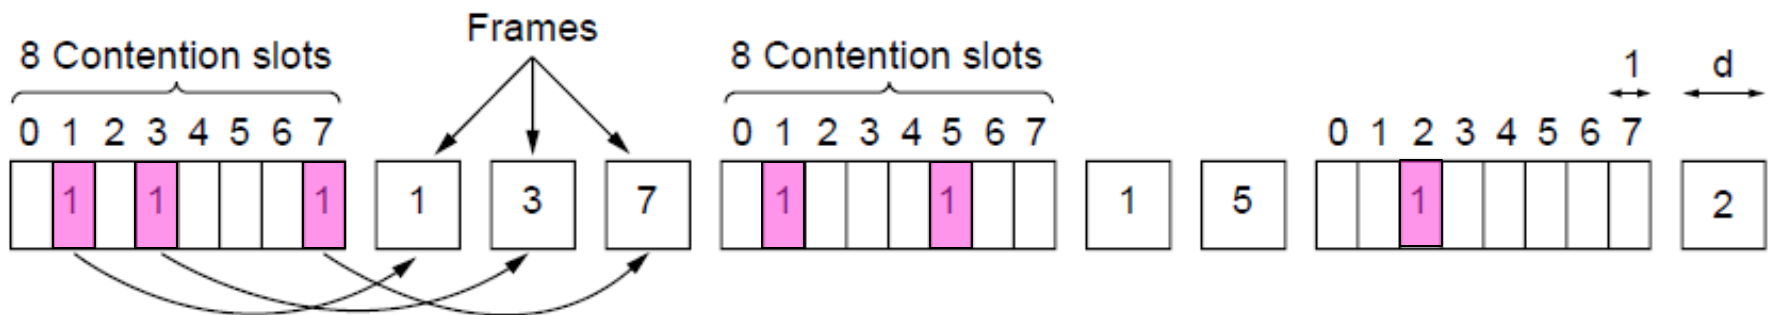 Frames
8 Contention slots 8 Contention slots 1 d
0 1 2 3 4 5 6 7 0 1 2 3 4 5 6 7 0 1 2 3 4 5 6 7
1 1 1 1 3 7 1 1 1 5 1 2